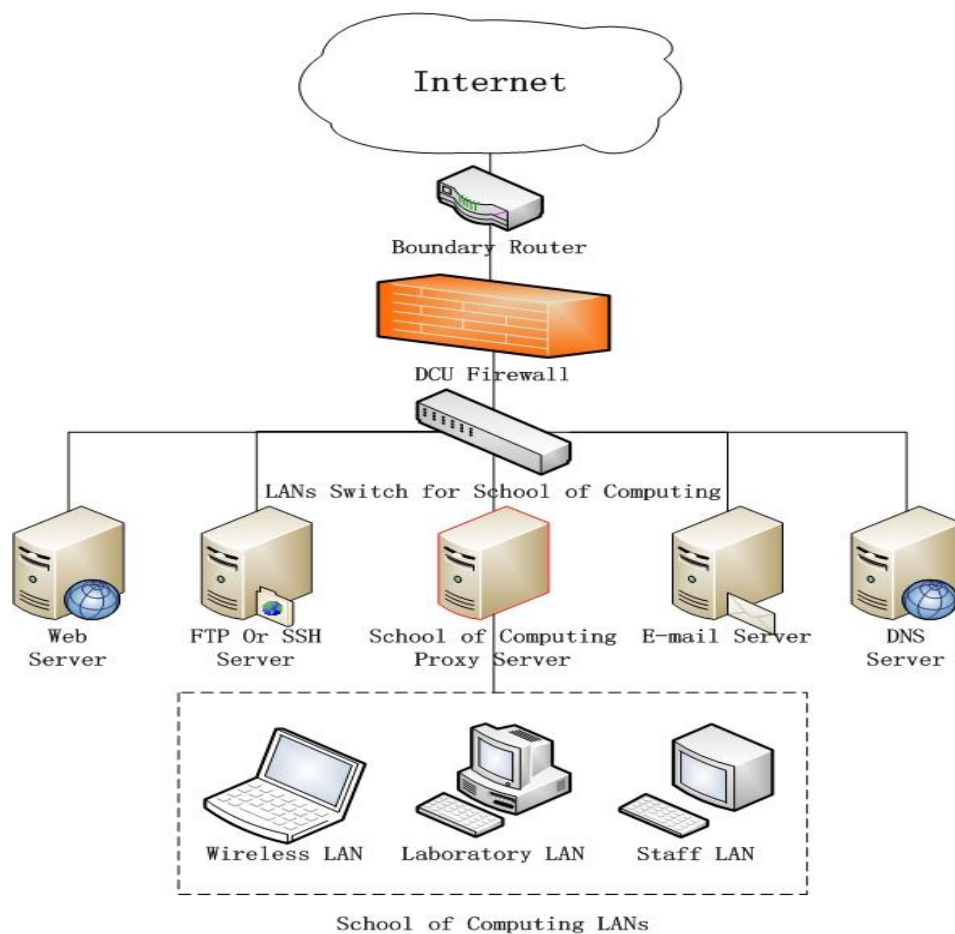 Internet
Boundary Router
DCU Firewall
LANs Switch for School of Computing
Web
Server
FTP Or SSH
Server
School of Computing
Proxy Server
E-mail Server
DNS
Server
Wireless LAN
Laboratory LAN
Staff LAN
School of Computing LANs